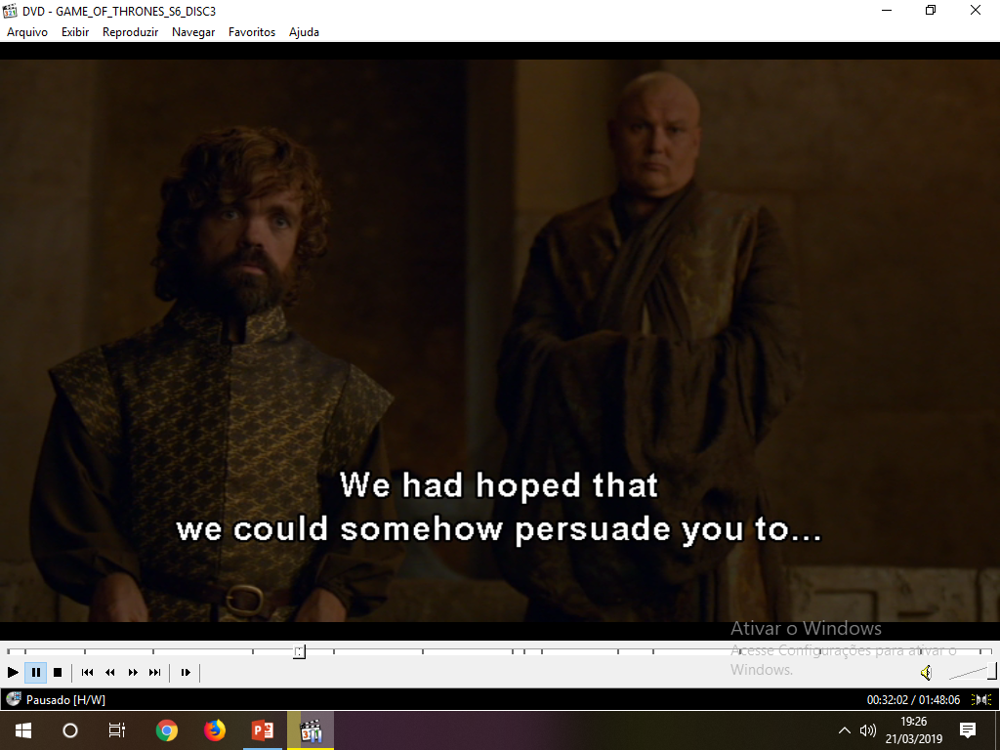 DVD - GAME_OF_THRONES_S6_DISC3
Arquivo Exibir Reproduzir Navegar Favoritos Ajuda
We had hoped that
we could somehow persuade you to...
Ativar o Windows
Acesse Configurações para ativar o
Windows.
Pausado [H/W]
00:32:02 / 01:48:06
19:26
21/03/2019